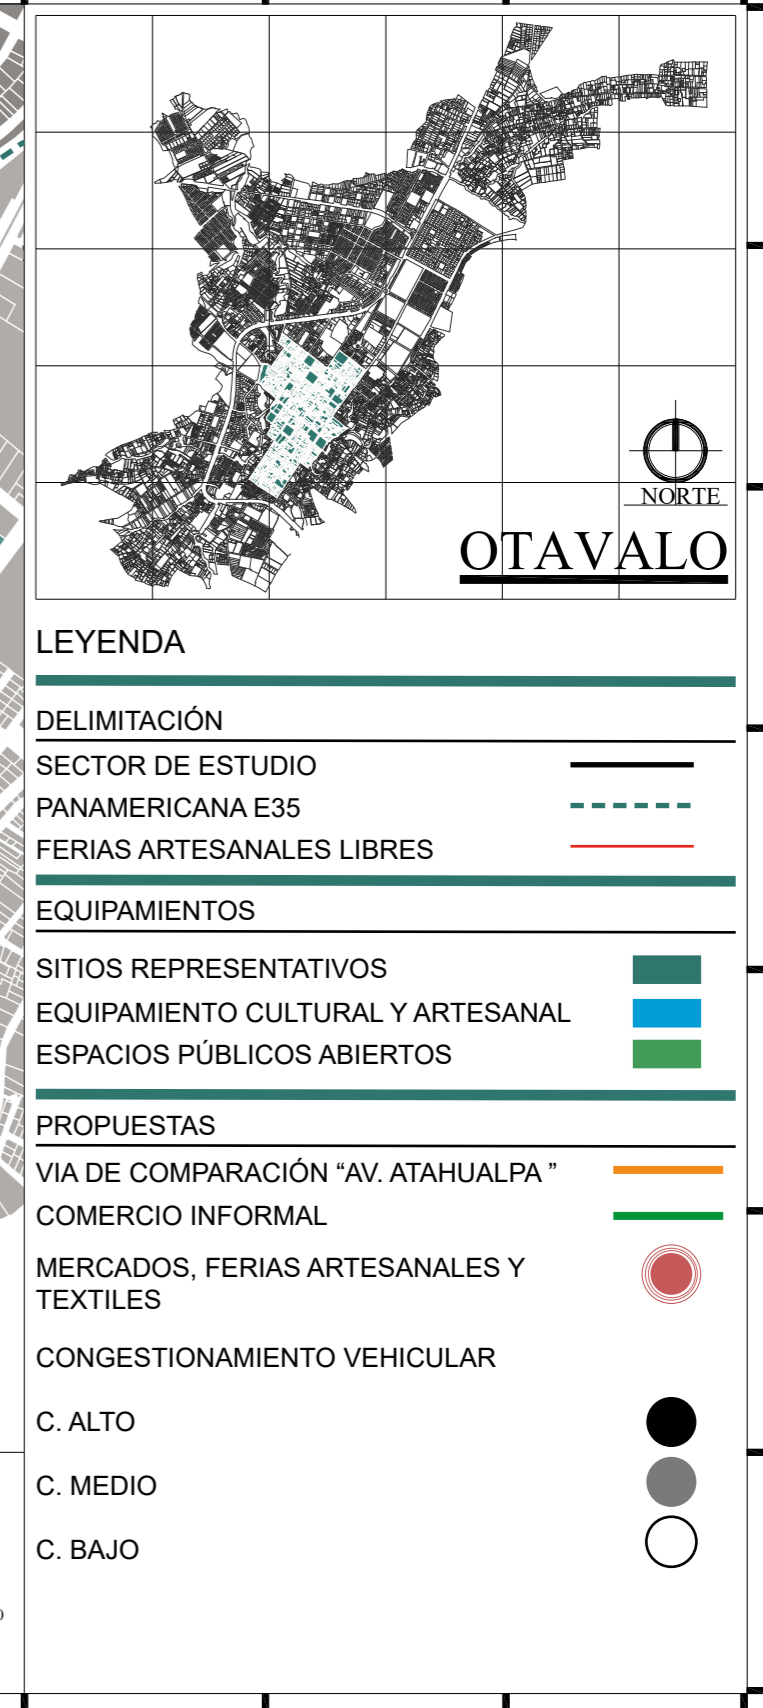 NORTE
OTAVALO
LEYENDA
DELIMITACIÓN
SECTOR DE ESTUDIO
PANAMERICANA E35
FERIAS ARTESANALES LIBRES
EQUIPAMIENTOS
SITIOS REPRESENTATIVOS
EQUIPAMIENTO CULTURAL Y ARTESANAL
ESPACIOS PÚBLICOS ABIERTOS
PROPUESTAS
VIA DE COMPARACIÓN “AV. ATAHUALPA ”
COMERCIO INFORMAL
MERCADOS, FERIAS ARTESANALES Y
TEXTILES
CONGESTIONAMIENTO VEHICULAR
C. ALTO
C. MEDIO
C. BAJO